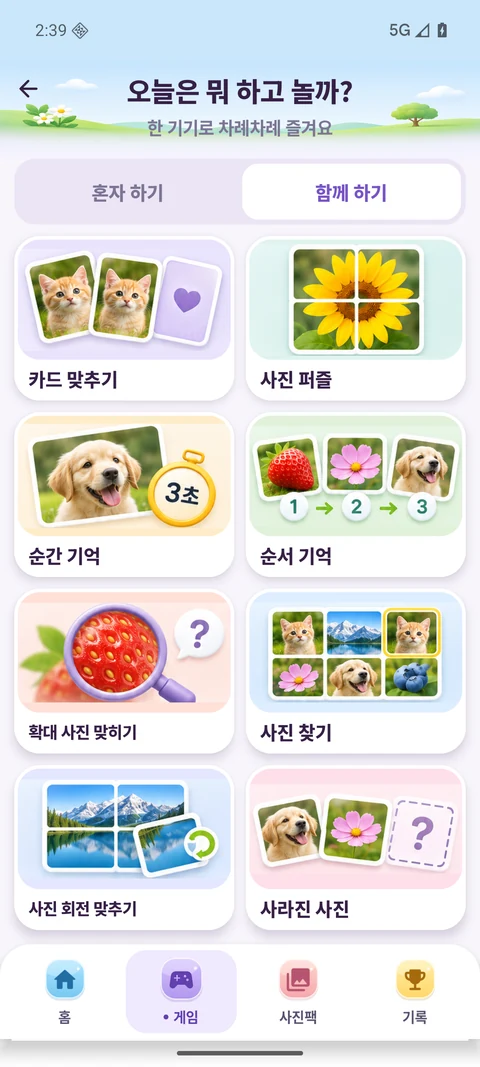 2:39
5G
오늘은 뭐 하고 놀까?
한 기기로 차례차례 즐겨요
혼자 하기
함께 하기
카드 맞추기
사진 퍼즐
3초
순간 기억
1 → 2 → 3
순서 기억
?
확대 사진 맞히기
사진 찾기
사진 회전 맞추기
?
사라진 사진
홈
• 게임
사진팩
기록